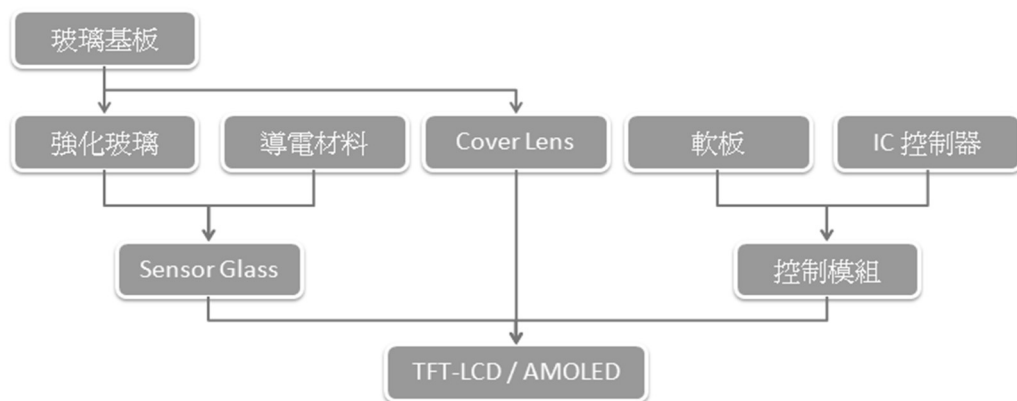 玻璃基板
強化玻璃
導電材料
Cover Lens
軟板
IC 控制器
Sensor Glass
控制模組
TFT-LCD / AMOLED